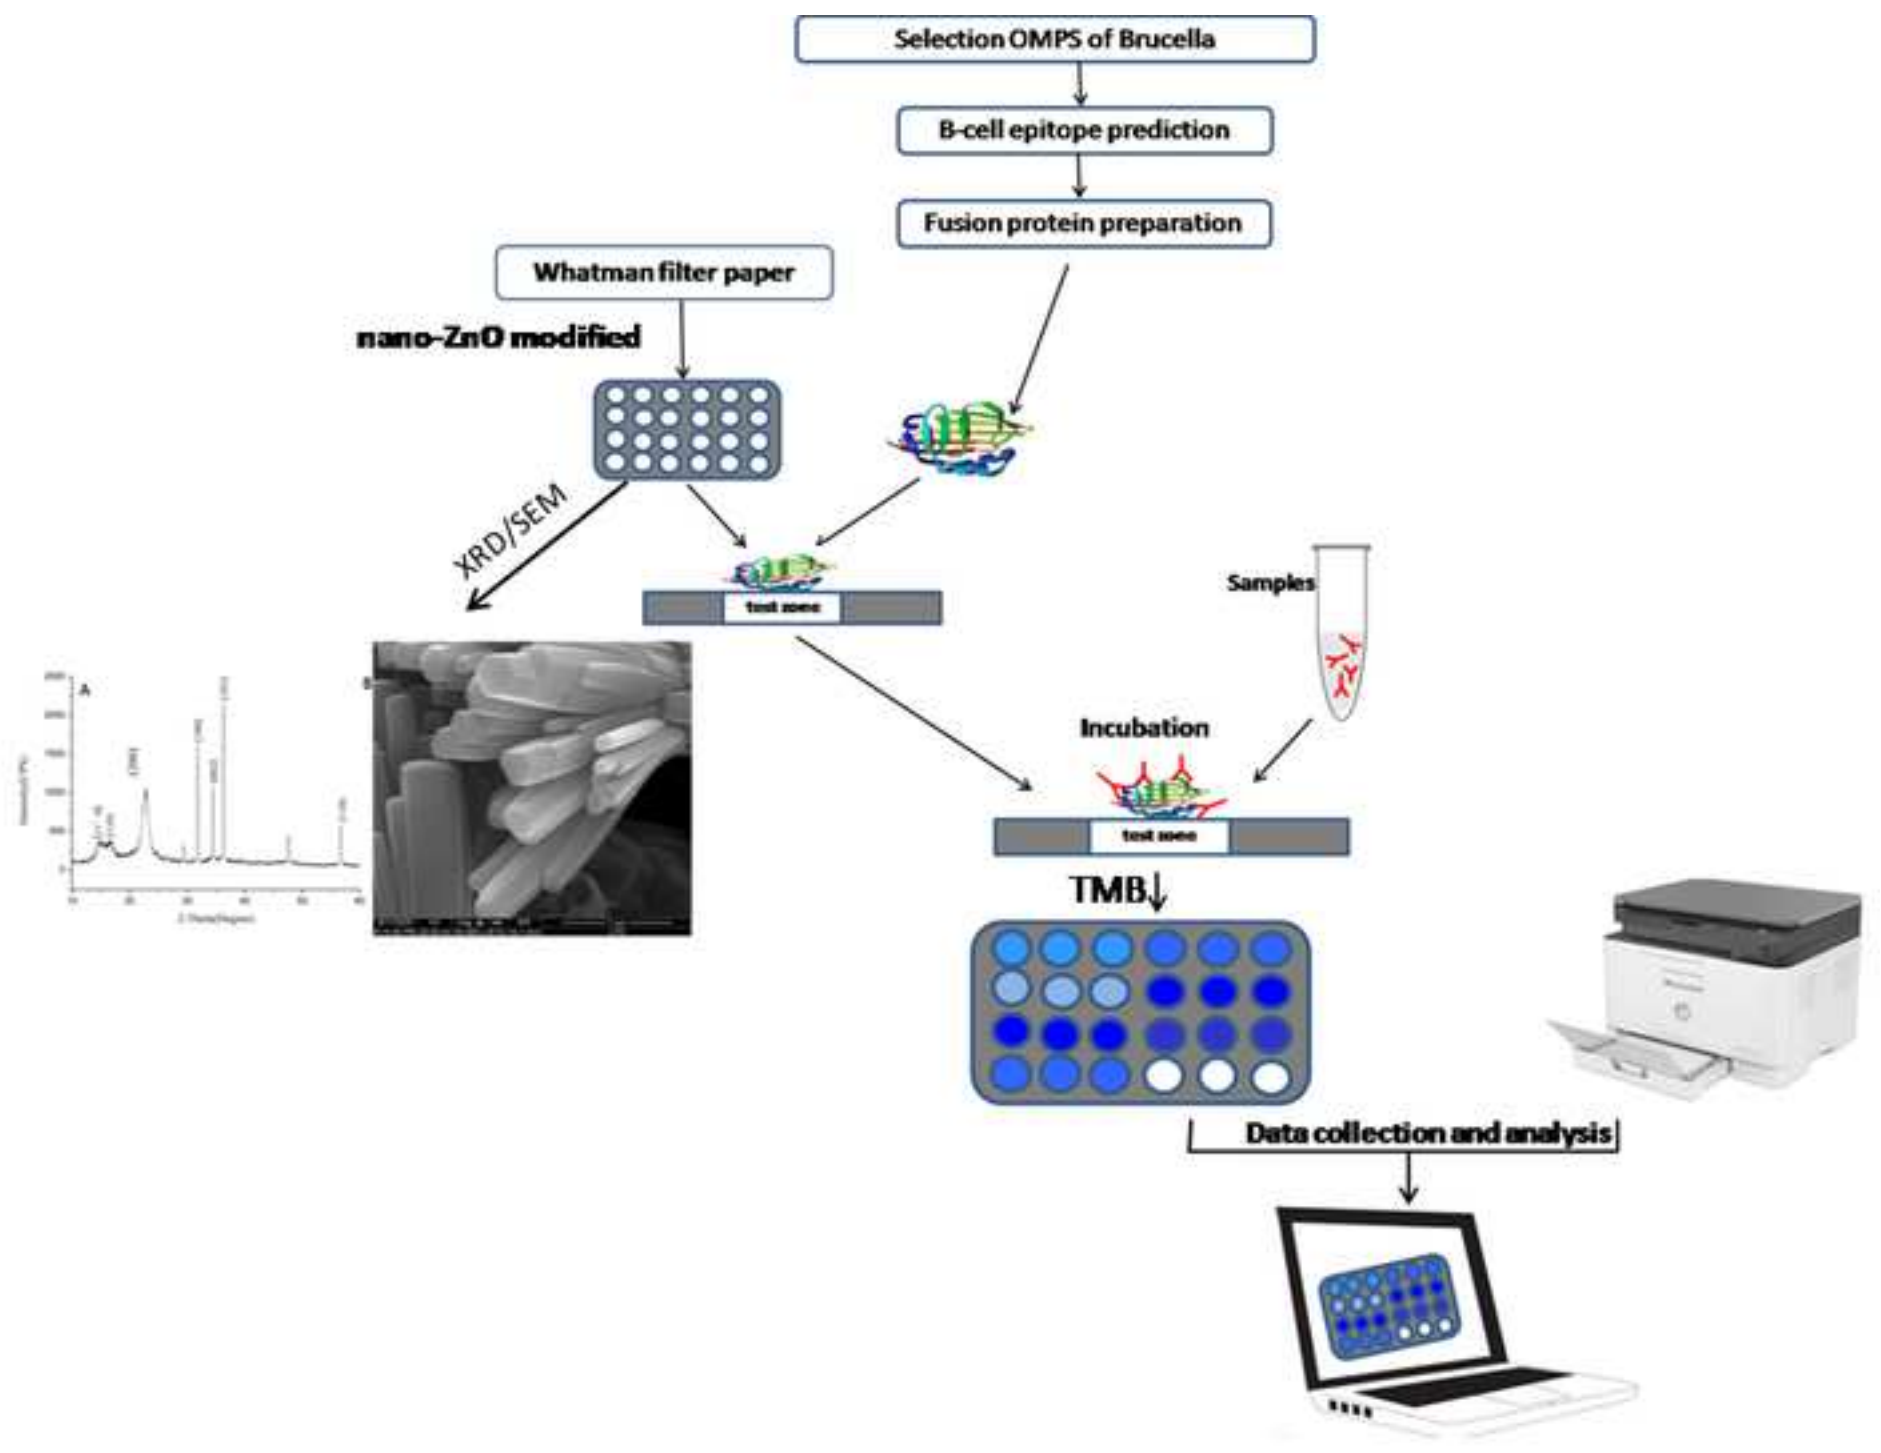 Selection OMPS of Brucella
B-cell epitope prediction
Fusion protein preparation
Whatman filter paper
nano-ZnO modified
XRD/SEM
test zone
Samples
A
Incubation
test zone
TMB
Data collection and analysis